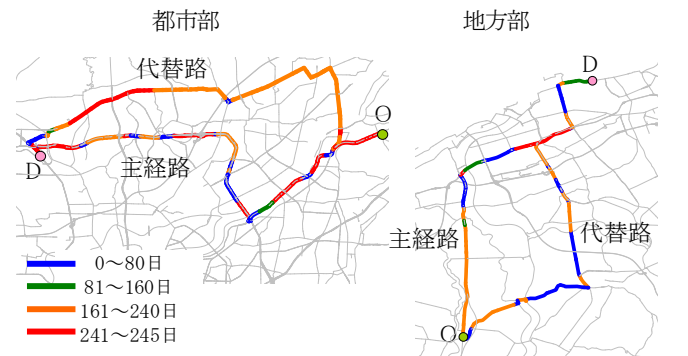 都市部
地方部
代替路
主経路
O
D
D
主経路
代替路
O
0～80日
81～160日
161～240日
241～245日